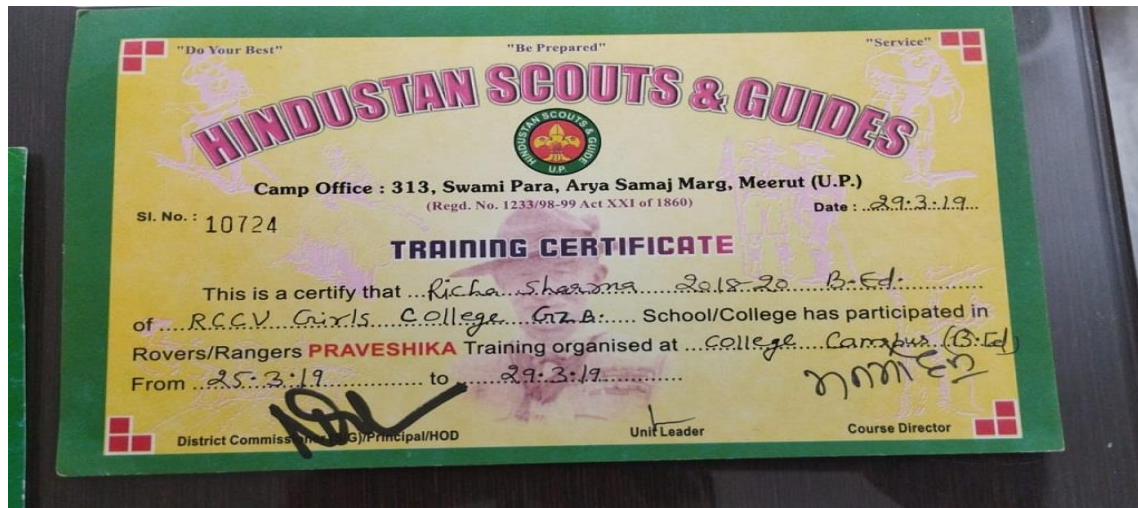 "Do Your Best" "Be Prepared" "Service"
HINDUSTAN SCOUTS & GUIDES
HINDUSTAN SCOUTS & GUIDE
U.P.
Camp Office : 313, Swami Para, Arya Samaj Marg, Meerut (U.P.)
(Regd. No. 1233/98-99 Act XXI of 1860)
Sl. No. : 10724 Date : 29.3.19
TRAINING CERTIFICATE
This is a certify that Richa Sharma 2018-20 B.Ed.
of RCCV Girls College GZB. School/College has participated in
Rovers/Rangers PRAVESHIKA Training organised at College Campus (B.Ed)
From 25.3.19 to 29.3.19
District Commissioner G)/Principal/HOD Unit Leader Course Director